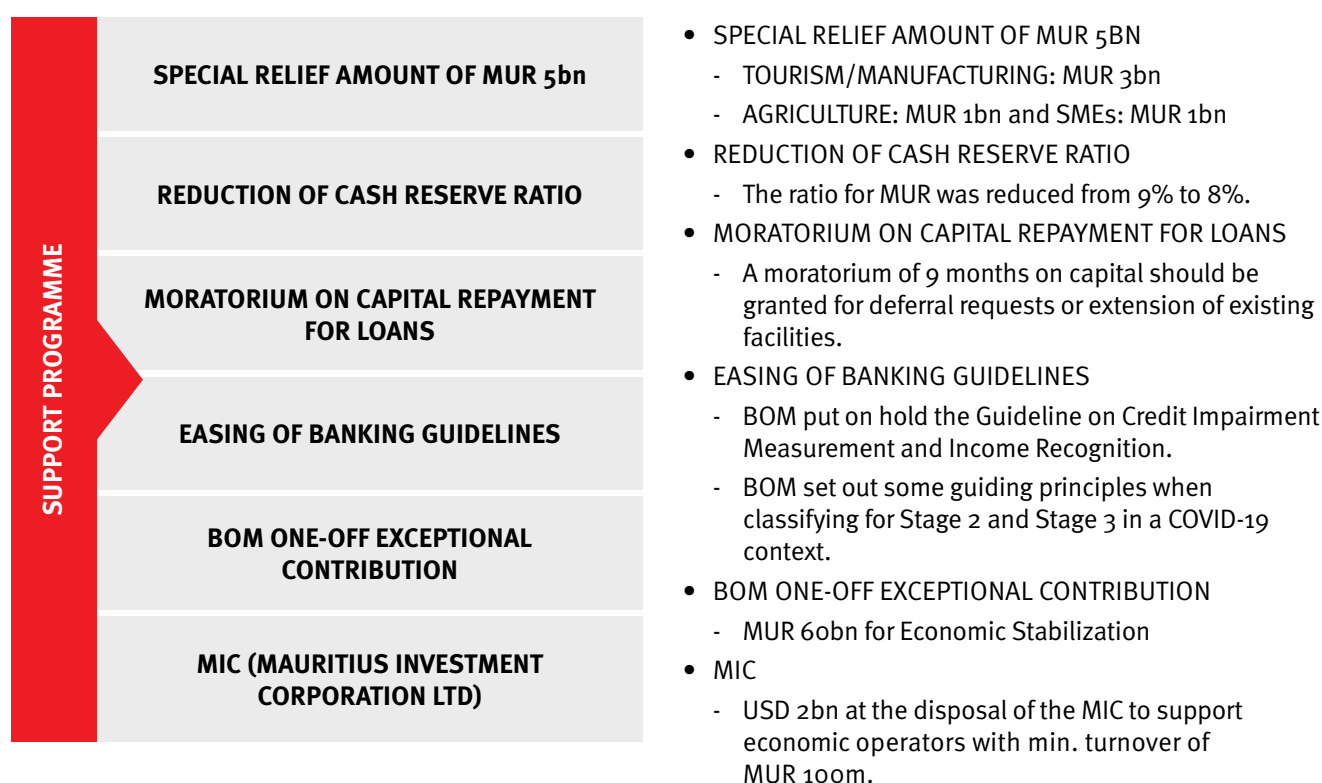 SUPPORT PROGRAMME
SPECIAL RELIEF AMOUNT OF MUR 5bn
REDUCTION OF CASH RESERVE RATIO
MORATORIUM ON CAPITAL REPAYMENT
FOR LOANS
EASING OF BANKING GUIDELINES
BOM ONE-OFF EXCEPTIONAL
CONTRIBUTION
MIC (MAURITIUS INVESTMENT
CORPORATION LTD)
• SPECIAL RELIEF AMOUNT OF MUR 5BN
- TOURISM/MANUFACTURING: MUR 3bn
- AGRICULTURE: MUR 1bn and SMEs: MUR 1bn
• REDUCTION OF CASH RESERVE RATIO
- The ratio for MUR was reduced from 9% to 8%.
• MORATORIUM ON CAPITAL REPAYMENT FOR LOANS
- A moratorium of 9 months on capital should be
granted for deferral requests or extension of existing
facilities.
• EASING OF BANKING GUIDELINES
- BOM put on hold the Guideline on Credit Impairment
Measurement and Income Recognition.
- BOM set out some guiding principles when
classifying for Stage 2 and Stage 3 in a COVID-19
context.
• BOM ONE-OFF EXCEPTIONAL CONTRIBUTION
- MUR 60bn for Economic Stabilization
• MIC
- USD 2bn at the disposal of the MIC to support
economic operators with min. turnover of
MUR 100m.